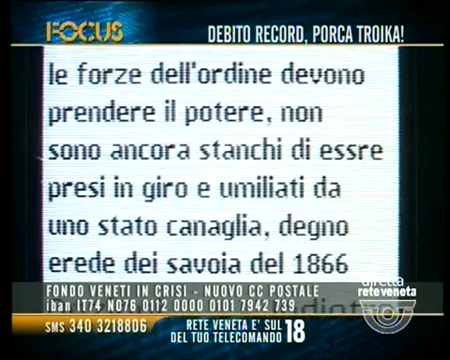 FOCUS
DEBITO RECORD, PORCA TROIKA!
le forze dell'ordine devono
prendere il potere, non
sono ancora stanchi di essre
presi in giro e umiliati da
uno stato canaglia, degno
erede dei savoia del 1866
diretta
reteveneta
FONDO VENETI IN CRISI - NUOVO CC POSTALE
iban IT74 N076 0112 0000 0101 7942 739
SMS 340 3218806
RETE VENETA E' SUL
DEL TUO TELECOMANDO 18